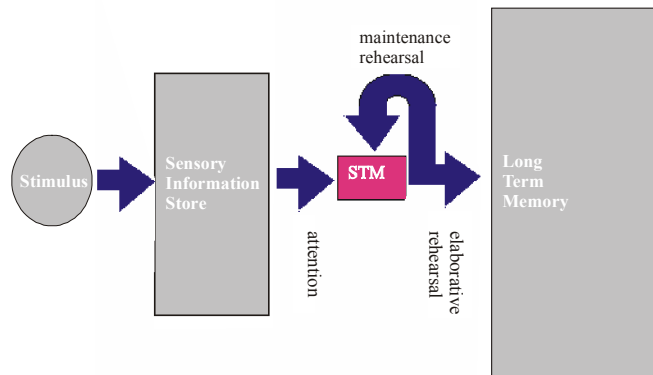 maintenance
rehearsal
Stimulus
Sensory
Information
Store
STM
Long
Term
Memory
attention
elaborative
rehearsal